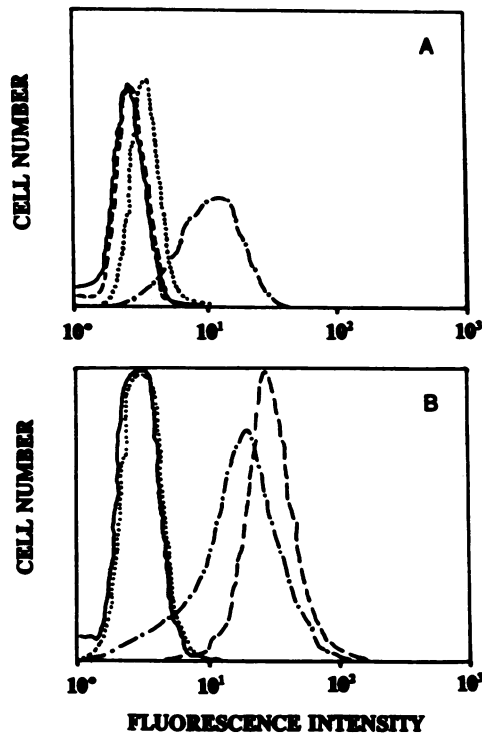 A
CELL NUMBER
10⁰ 10¹ 10² 10³
B
CELL NUMBER
10⁰ 10¹ 10² 10³
FLUORESCENCE INTENSITY